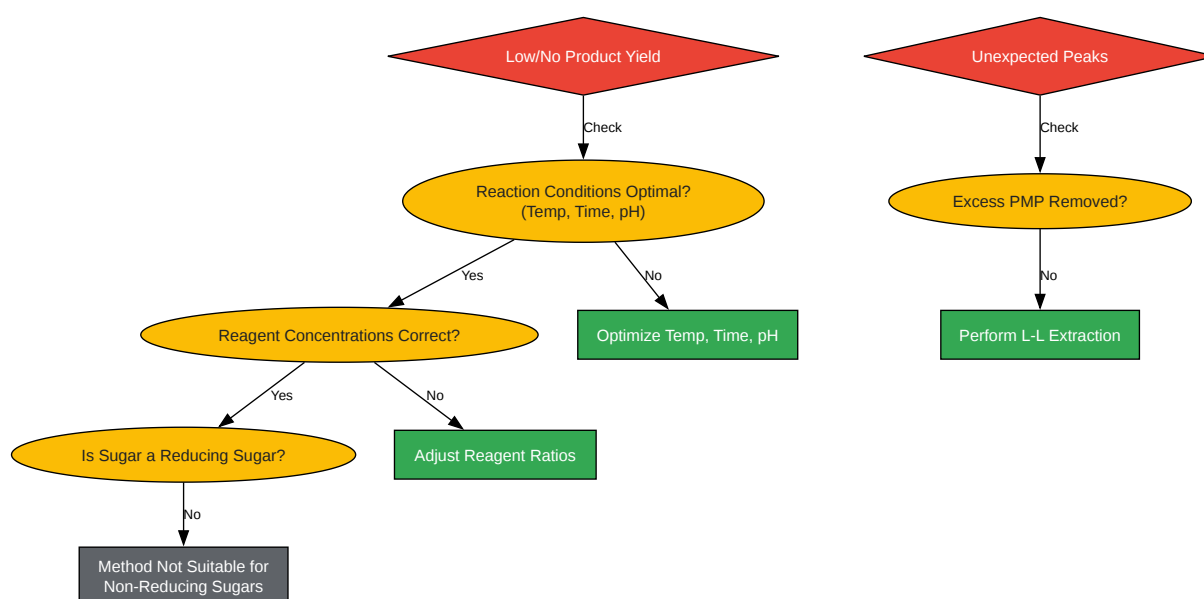 Low/No Product Yield
Unexpected Peaks
Check
Check
Reaction Conditions Optimal?
(Temp, Time, pH)
Excess PMP Removed?
Yes
No
No
Reagent Concentrations Correct?
Optimize Temp, Time, pH
Perform L-L Extraction
Yes
No
Is Sugar a Reducing Sugar?
Adjust Reagent Ratios
No
Method Not Suitable for
Non-Reducing Sugars